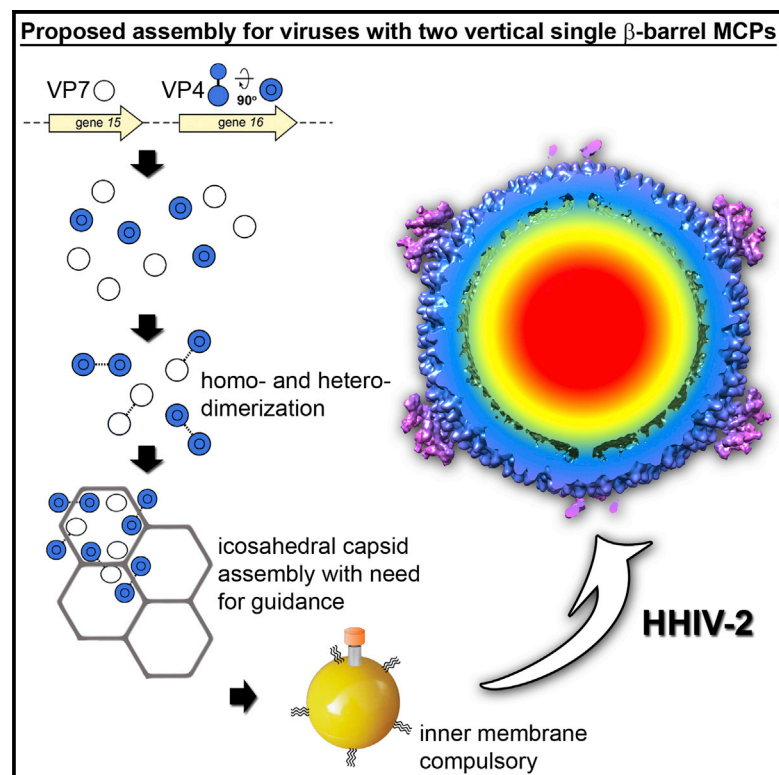 Proposed assembly for viruses with two vertical single β-barrel MCPs
VP7
VP4
90º
gene 15
gene 16
homo- and hetero-
dimerization
icosahedral capsid
assembly with need
for guidance
HHIV-2
inner membrane
compulsory